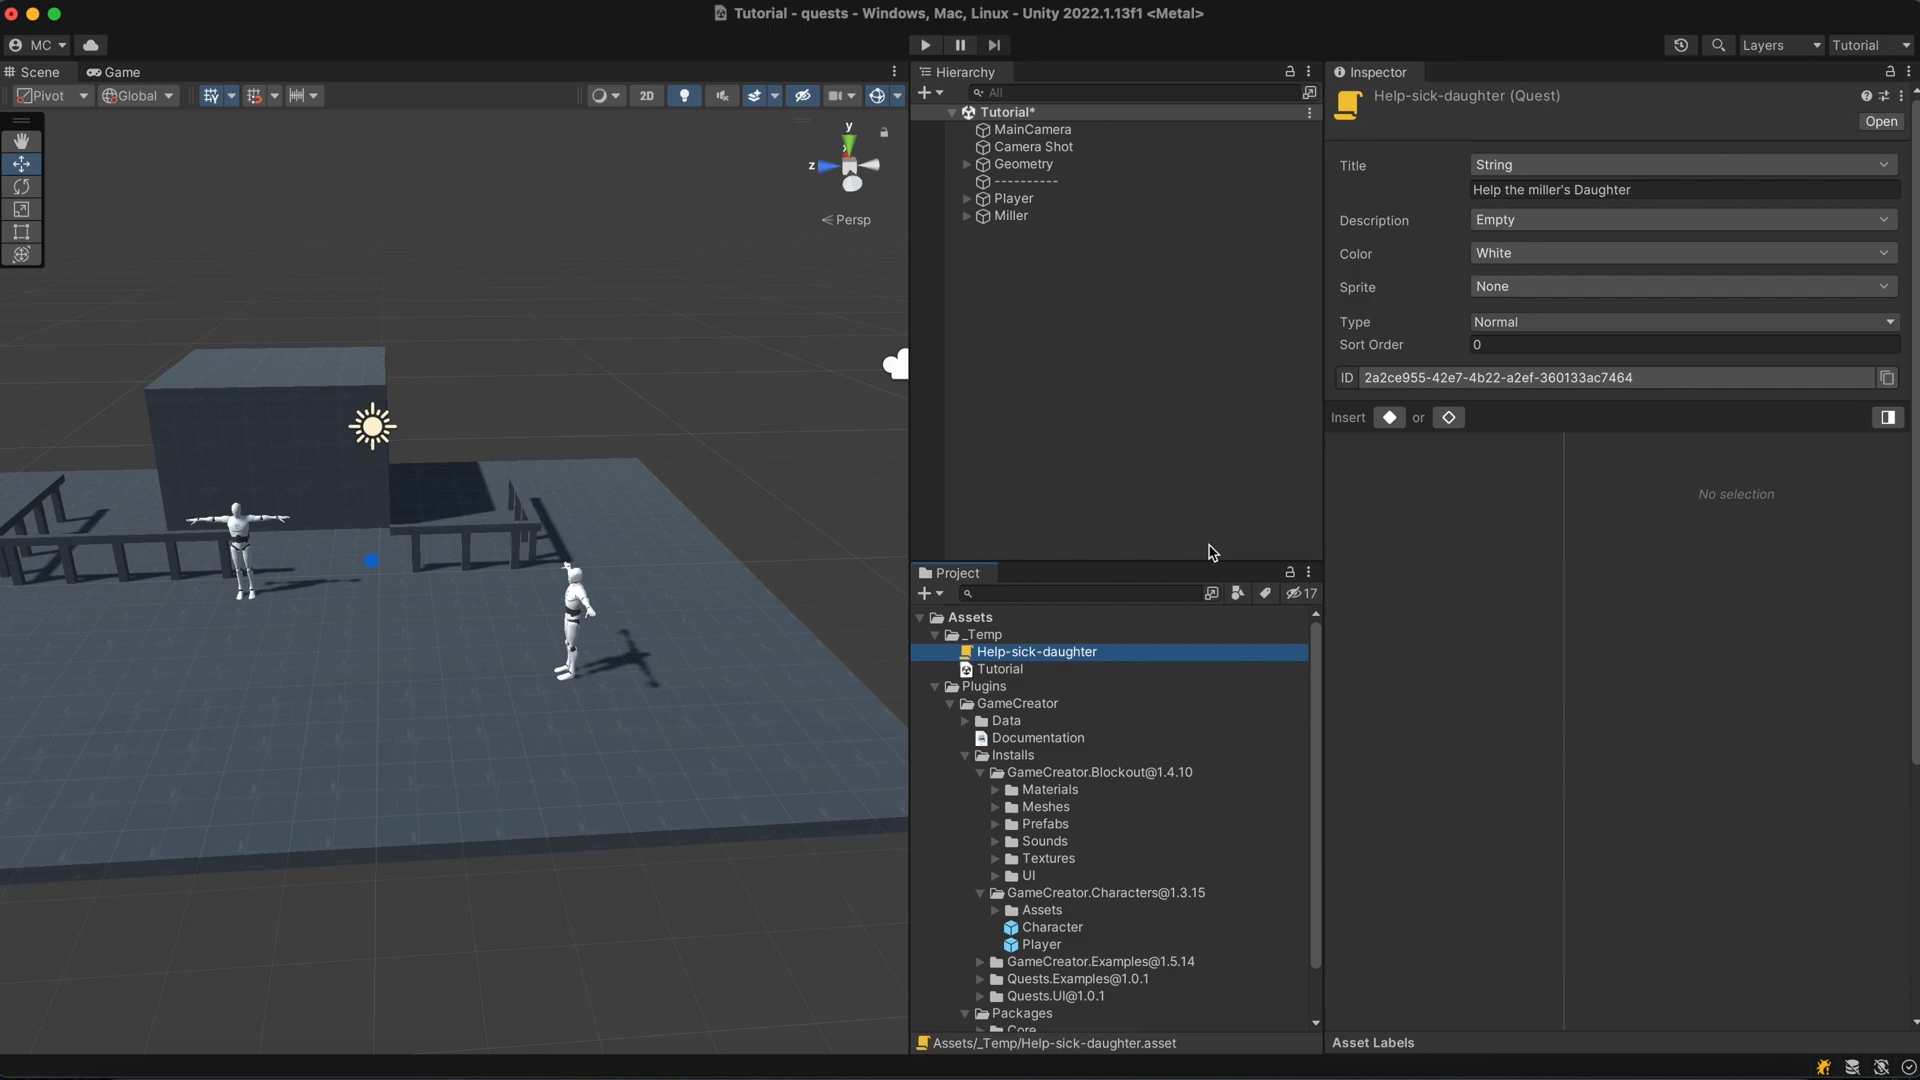 Tutorial - quests - Windows, Mac, Linux - Unity 2022.1.13f1 <Metal>
MC
Layers
Tutorial
Scene
Game
Pivot
Global
2D
y
x
z
Persp
Hierarchy
All
Tutorial*
MainCamera
Camera Shot
Geometry
----------
Player
Miller
Project
17
Assets
_Temp
Help-sick-daughter
Tutorial
Plugins
GameCreator
Data
Documentation
Installs
GameCreator.Blockout@1.4.10
Materials
Meshes
Prefabs
Sounds
Textures
UI
GameCreator.Characters@1.3.15
Assets
Character
Player
GameCreator.Examples@1.5.14
Quests.Examples@1.0.1
Quests.UI@1.0.1
Packages
Core
Assets/_Temp/Help-sick-daughter.asset
Inspector
Help-sick-daughter (Quest)
Open
Title String
Help the miller's Daughter
Description Empty
Color White
Sprite None
Type Normal
Sort Order 0
ID 2a2ce955-42e7-4b22-a2ef-360133ac7464
Insert or
No selection
Asset Labels